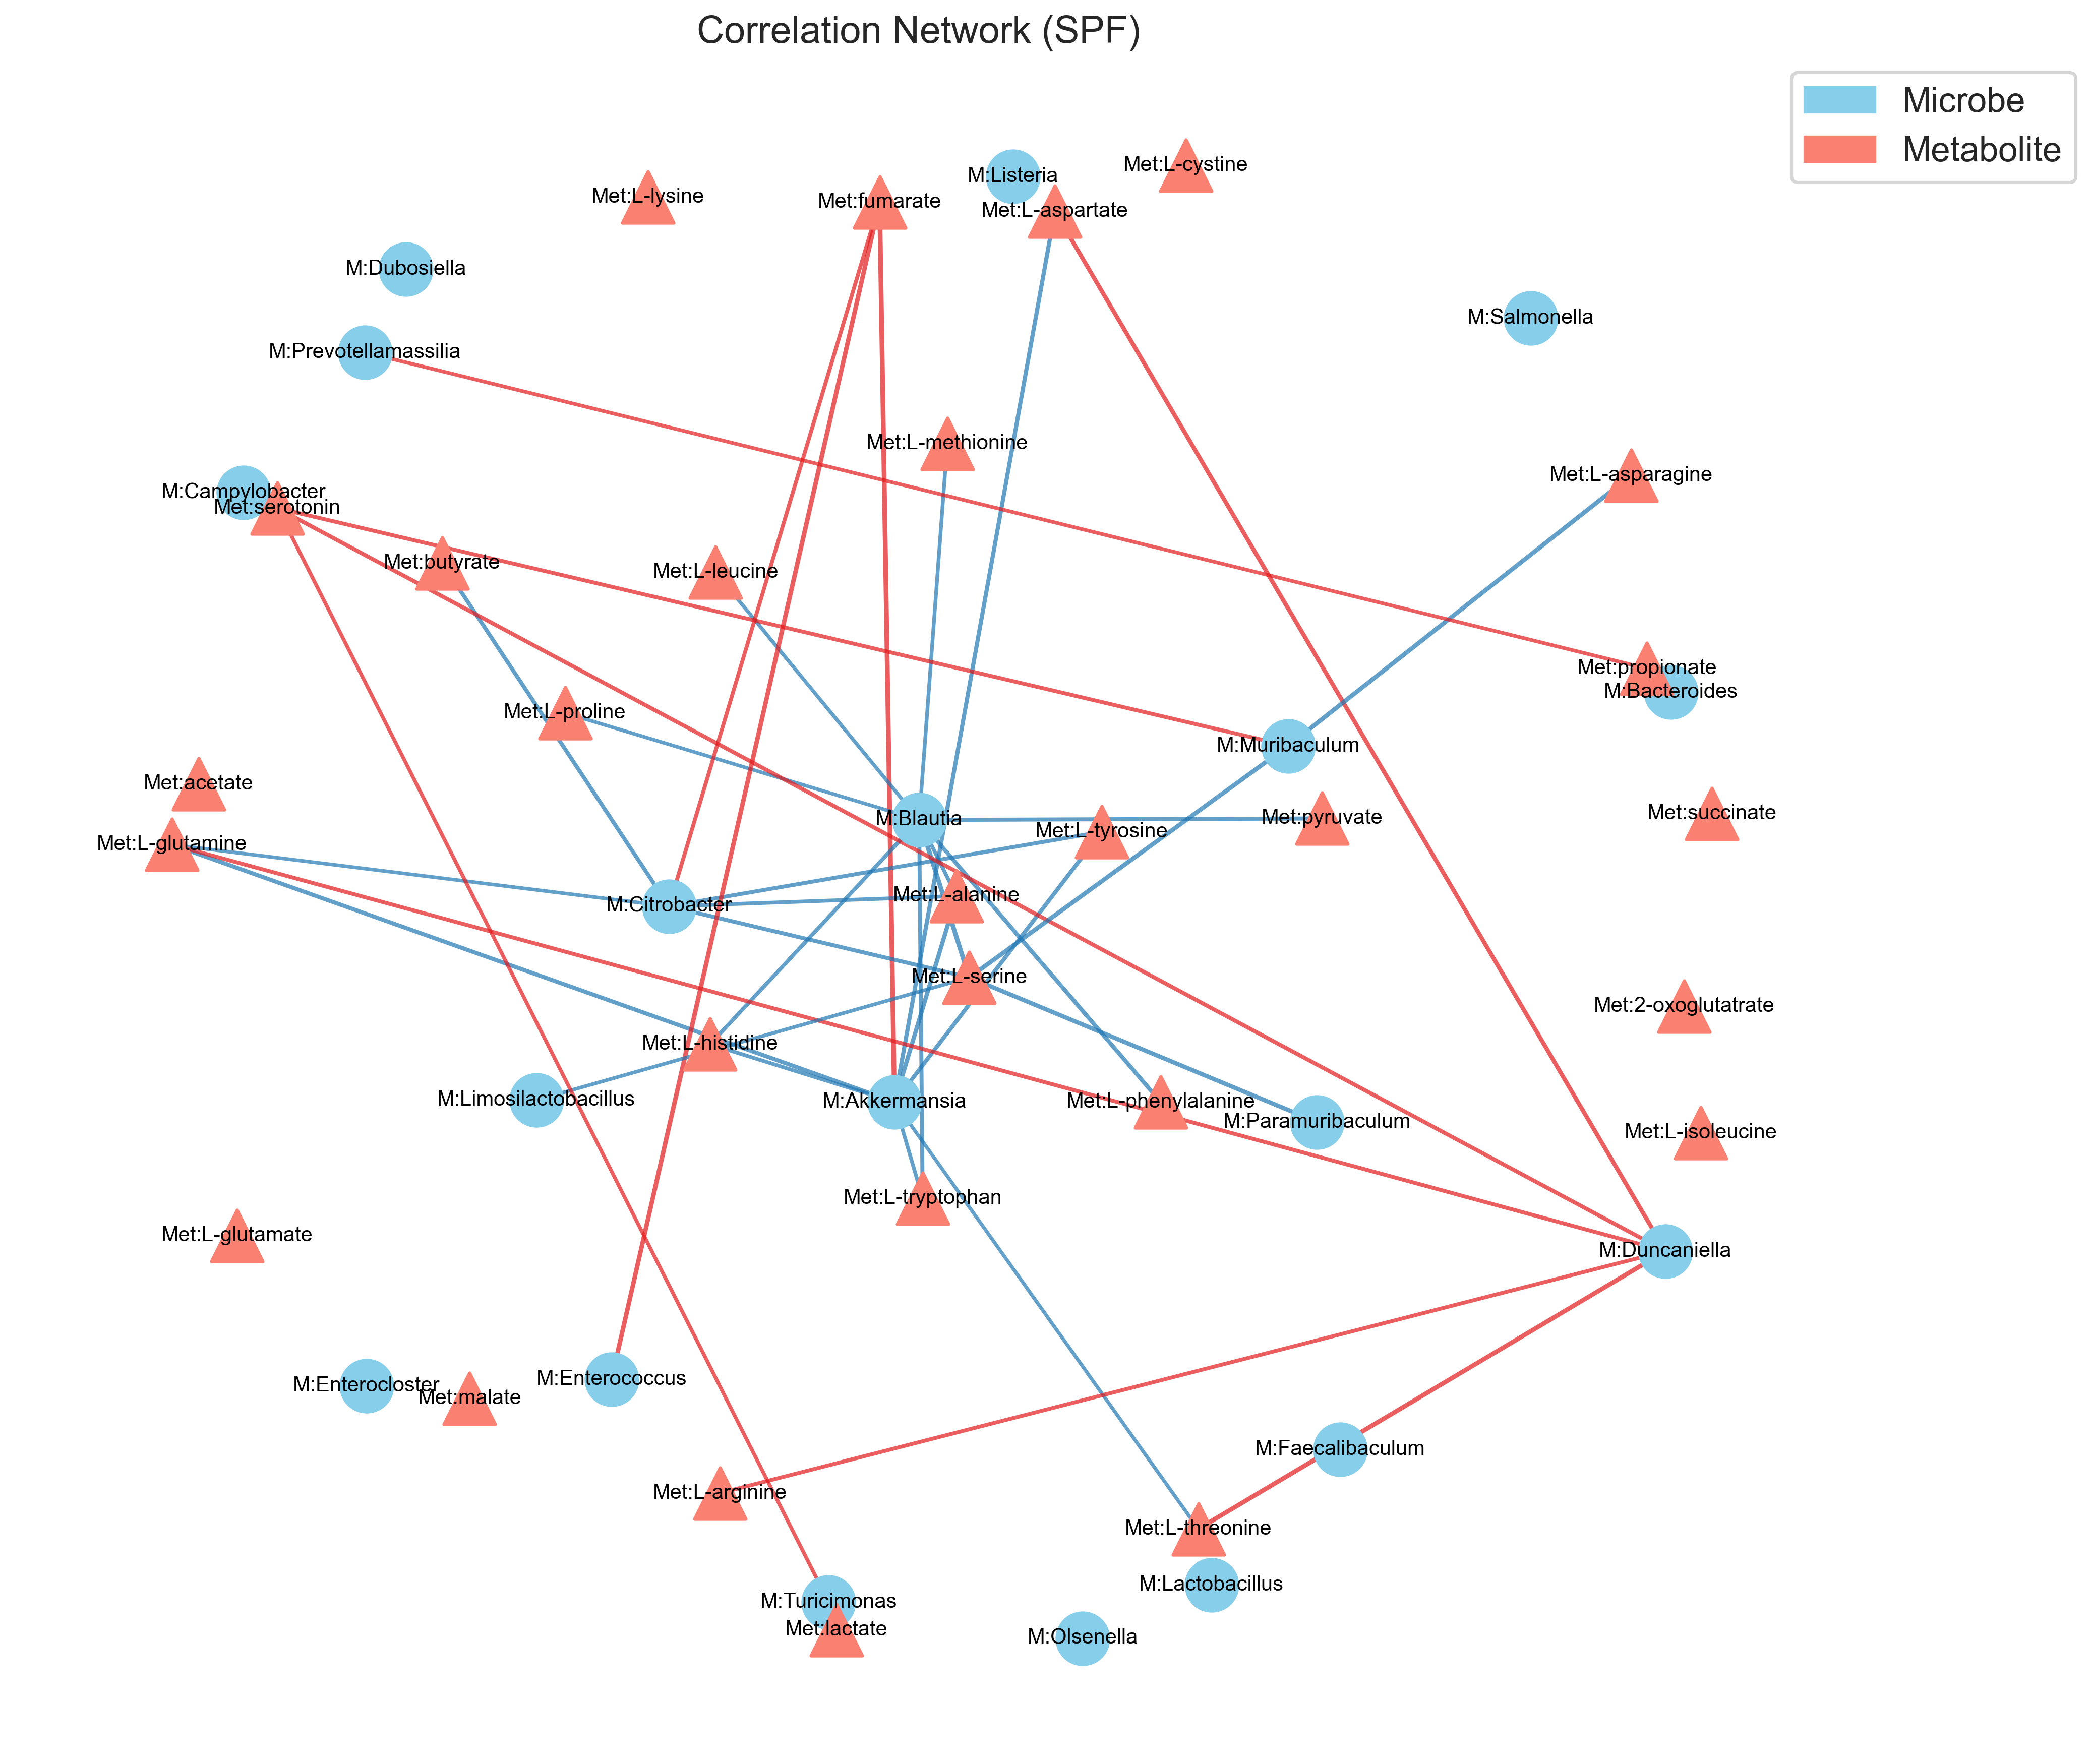 Correlation Network (SPF)
Microbe
Metabolite
Met:L-cystine
M:Listeria
Met:L-lysine
Met:fumarate
Met:L-aspartate
M:Dubosiella
M:Salmonella
M:Prevotellamassilia
Met:L-methionine
Met:L-asparagine
M:Campylobacter
Met:serotonin
Met:butyrate
Met:L-leucine
Met:propionate
M:Bacteroides
Met:L-proline
M:Muribaculum
Met:acetate
Met:succinate
M:Blautia
Met:pyruvate
Met:L-tyrosine
Met:L-glutamine
Met:L-alanine
M:Citrobacter
Met:L-serine
Met:2-oxoglutatrate
Met:L-histidine
M:Limosilactobacillus
M:Akkermansia
Met:L-phenylalanine
M:Paramuribaculum
Met:L-isoleucine
Met:L-tryptophan
Met:L-glutamate
M:Duncaniella
M:Enterococcus
M:Enterocloster
Met:malate
M:Faecalibaculum
Met:L-arginine
Met:L-threonine
M:Lactobacillus
M:Turicimonas
Met:lactate
M:Olsenella